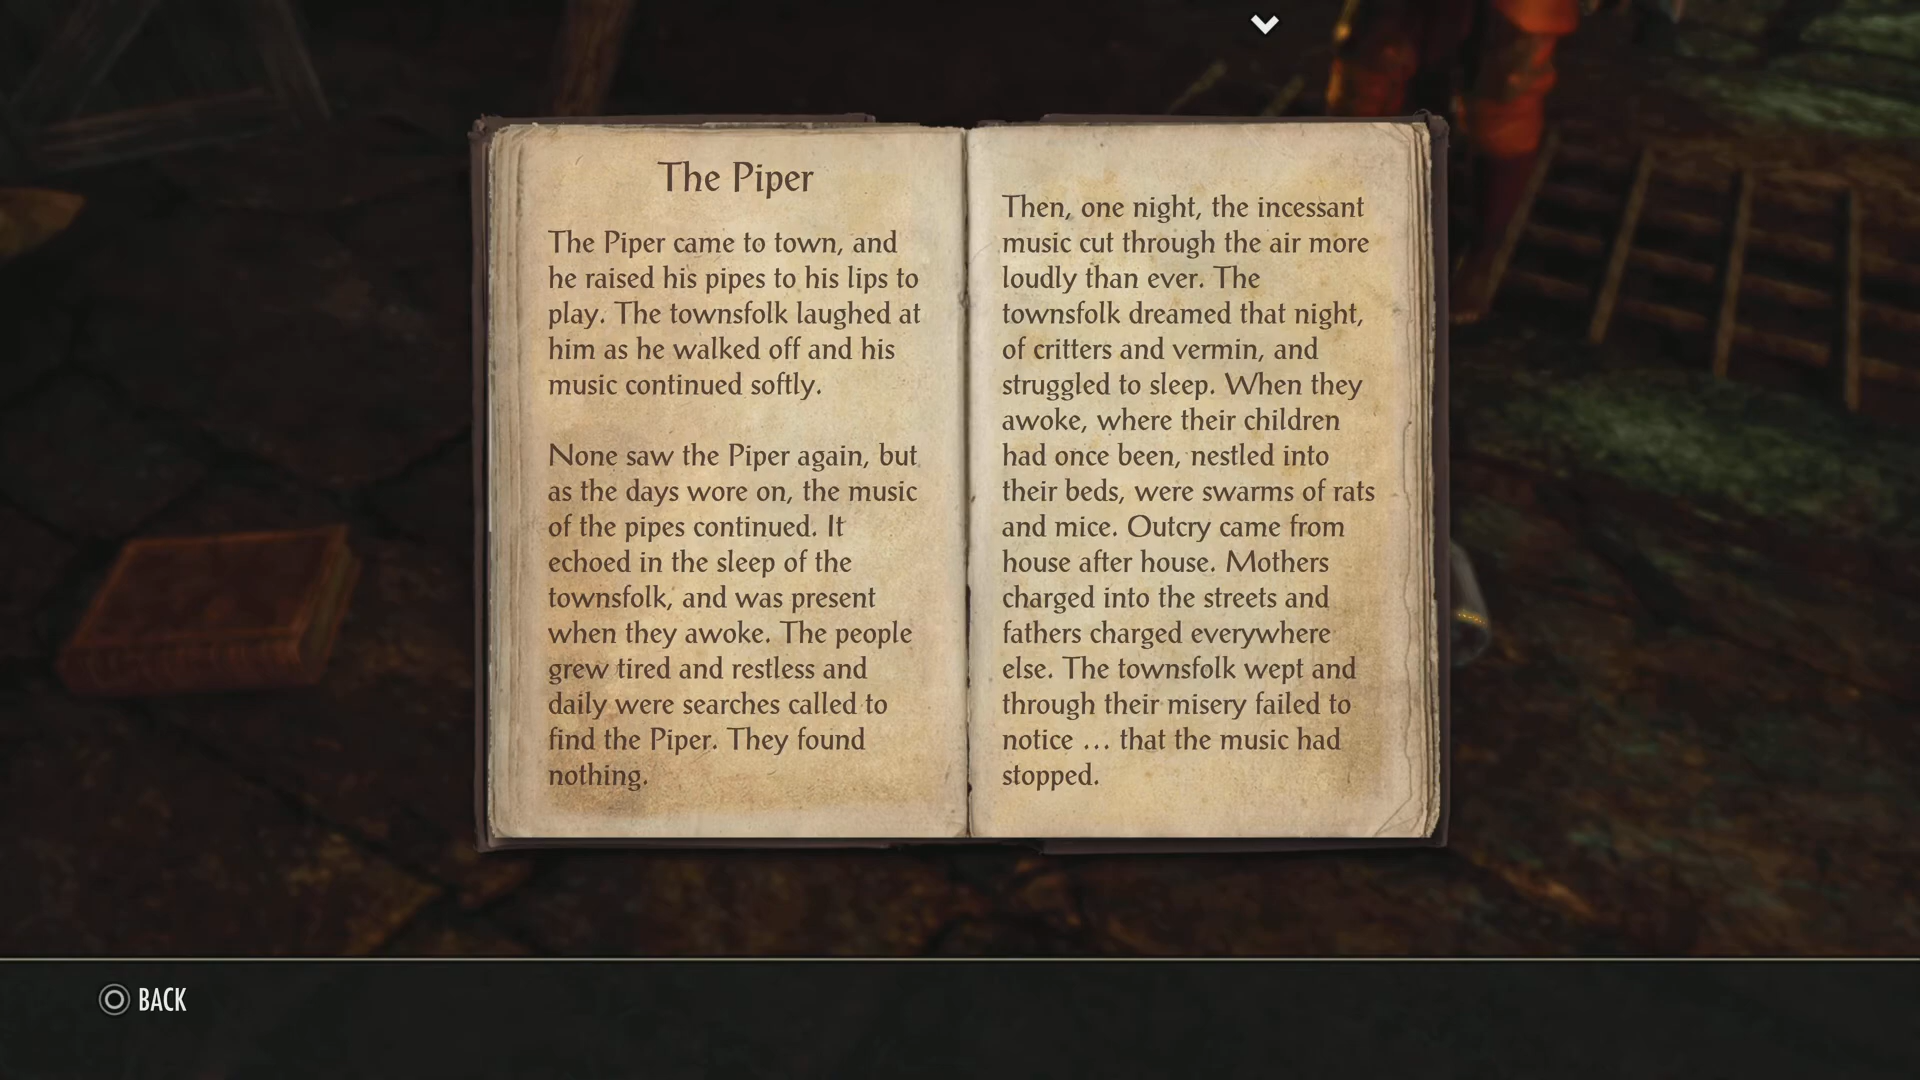 The Piper
The Piper came to town, and
he raised his pipes to his lips to
play. The townsfolk laughed at
him as he walked off and his
music continued softly.
None saw the Piper again, but
as the days wore on, the music
of the pipes continued. It
echoed in the sleep of the
townsfolk, and was present
when they awoke. The people
grew tired and restless and
daily were searches called to
find the Piper. They found
nothing.
Then, one night, the incessant
music cut through the air more
loudly than ever. The
townsfolk dreamed that night,
of critters and vermin, and
struggled to sleep. When they
awoke, where their children
had once been, nestled into
their beds, were swarms of rats
and mice. Outcry came from
house after house. Mothers
charged into the streets and
fathers charged everywhere
else. The townsfolk wept and
through their misery failed to
notice ... that the music had
stopped.
BACK